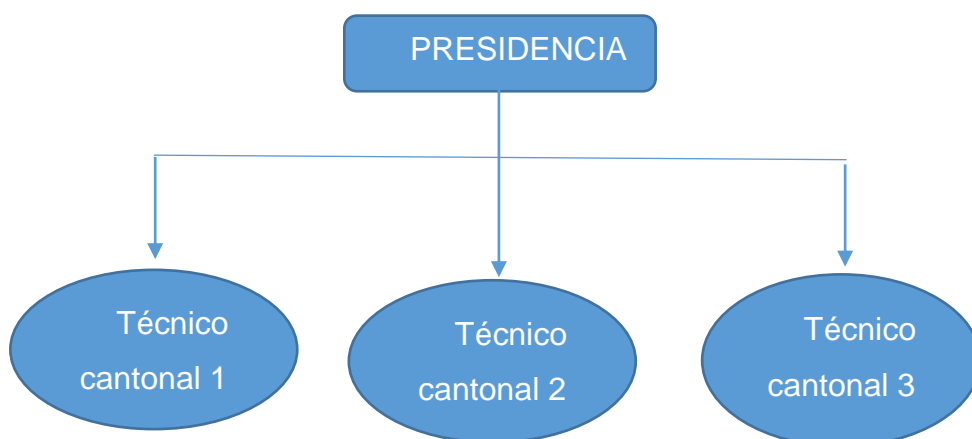 PRESIDENCIA
Técnico
cantonal 1
Técnico
cantonal 2
Técnico
cantonal 3